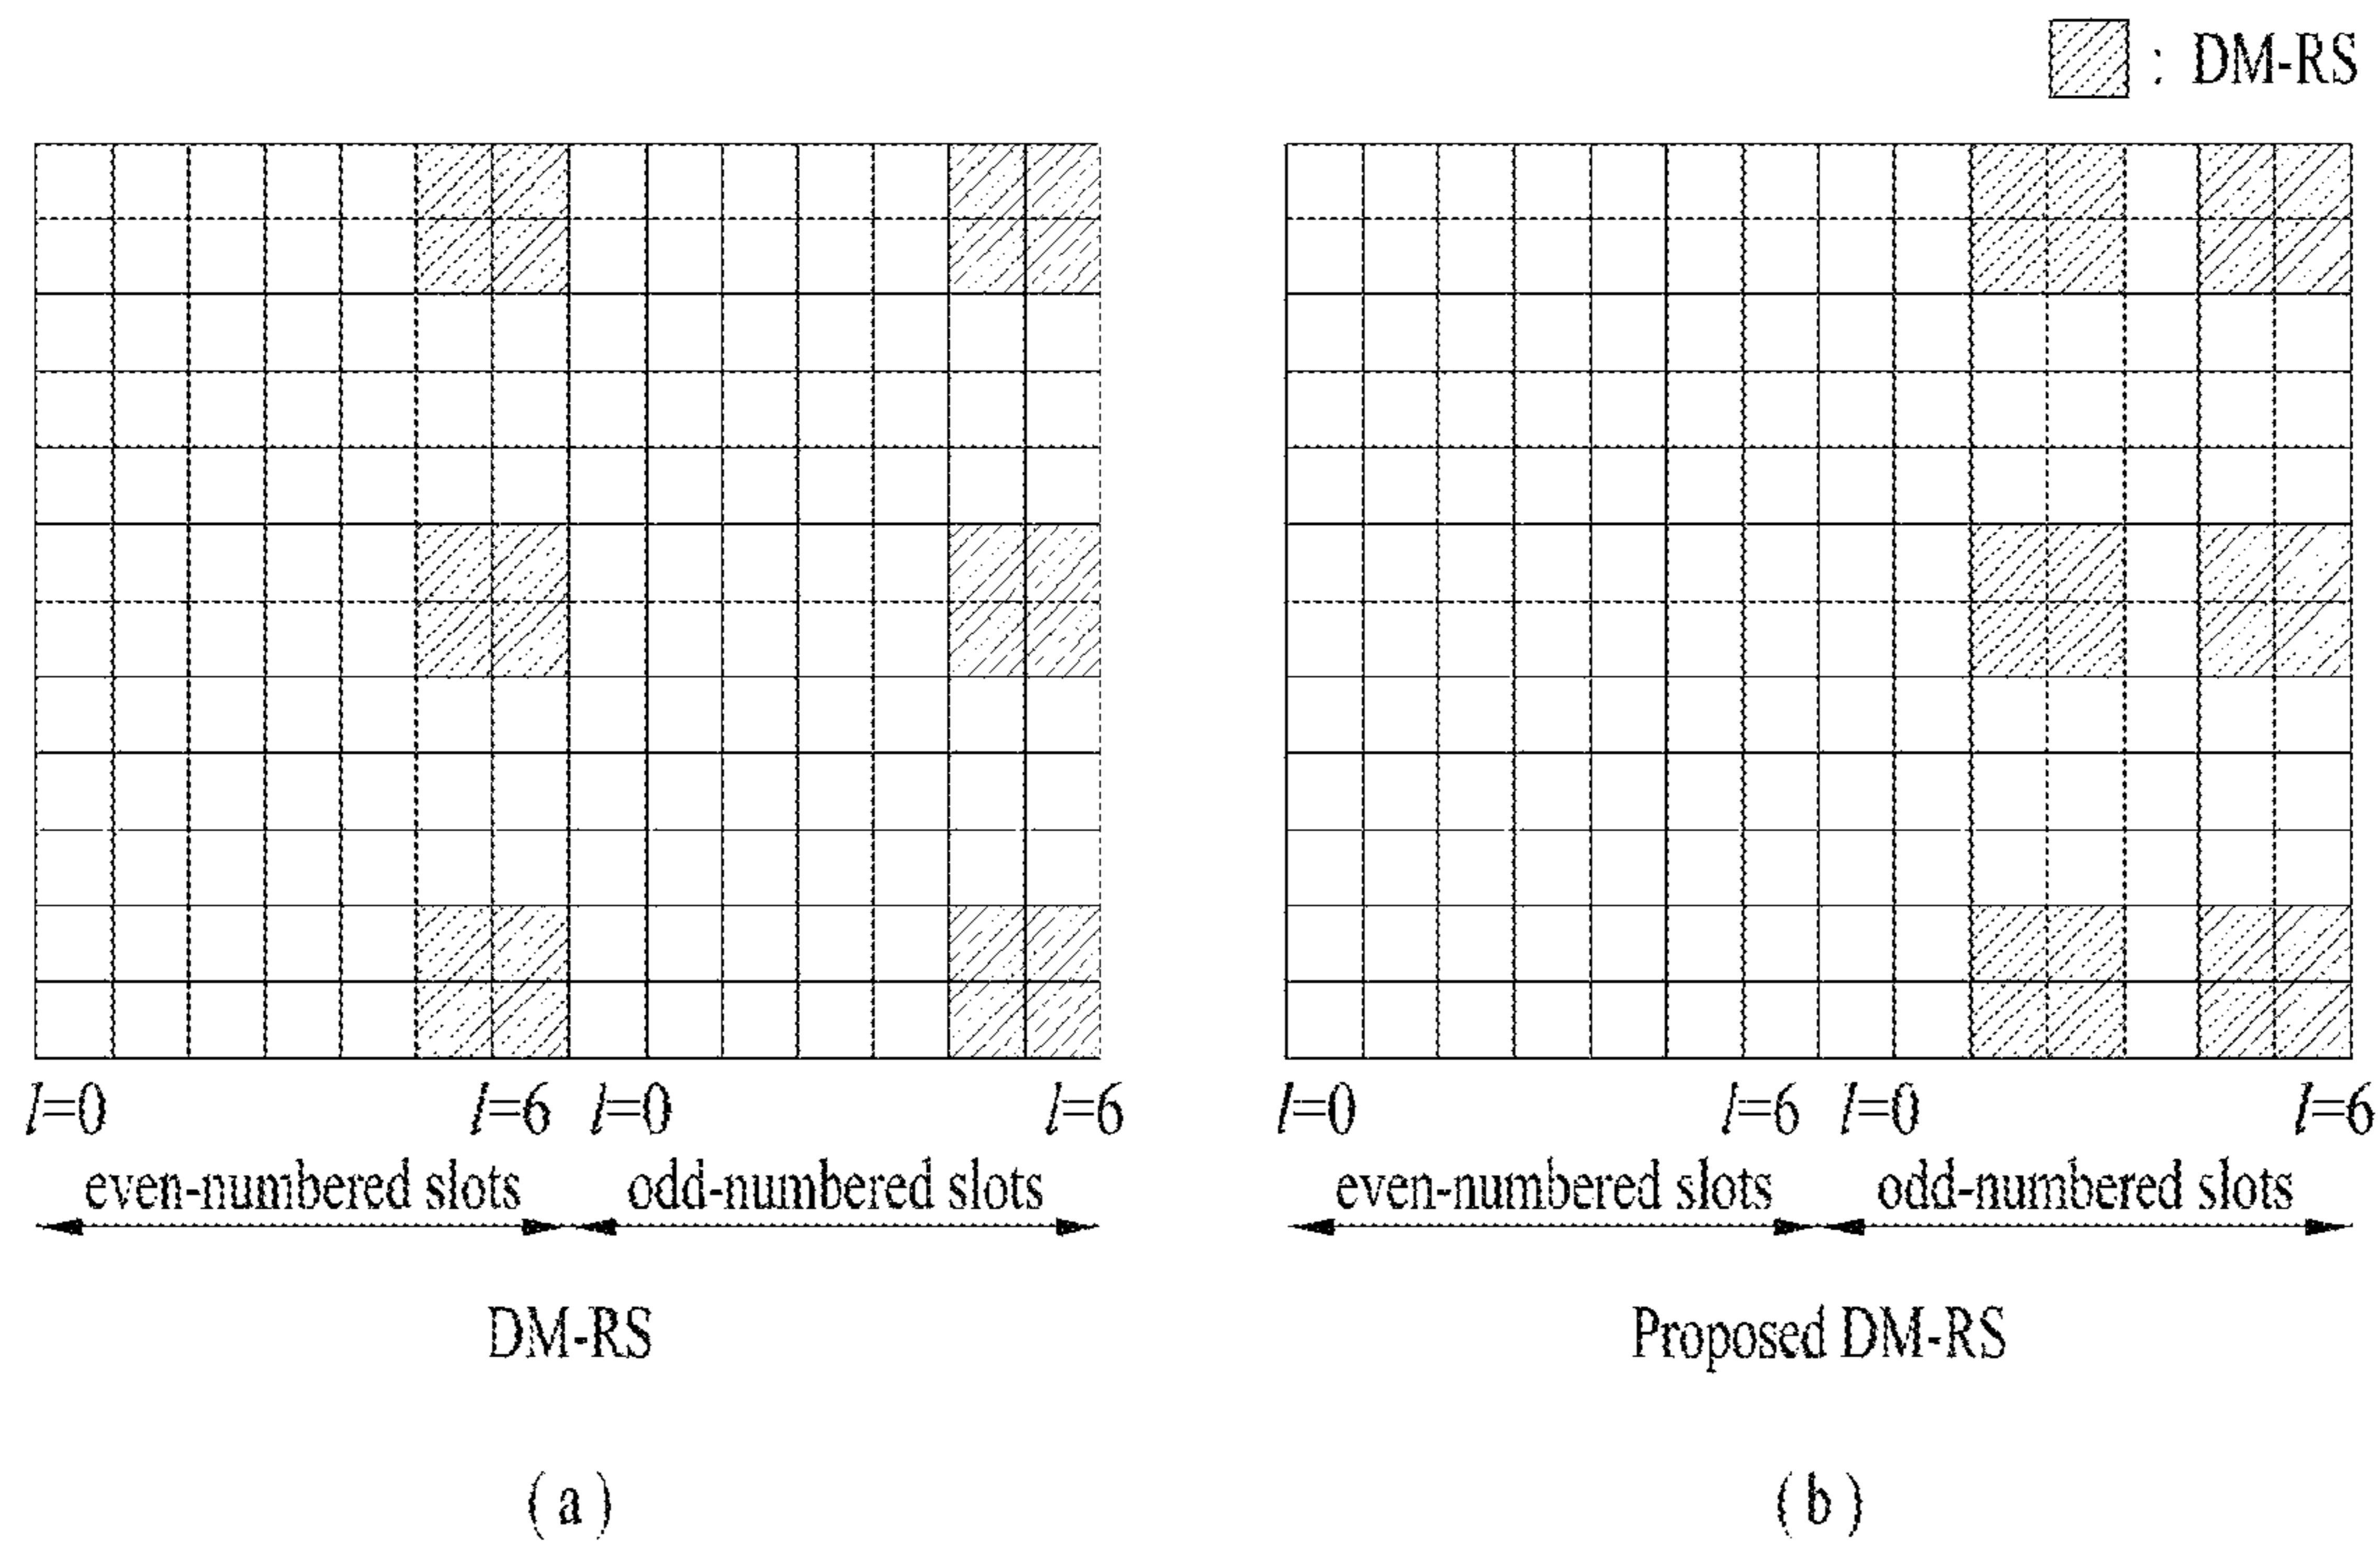 : DM-RS
l=0 l=6 l=0 l=6
even-numbered slots odd-numbered slots
DM-RS
(a)
l=0 l=6 l=0 l=6
even-numbered slots odd-numbered slots
Proposed DM-RS
(b)